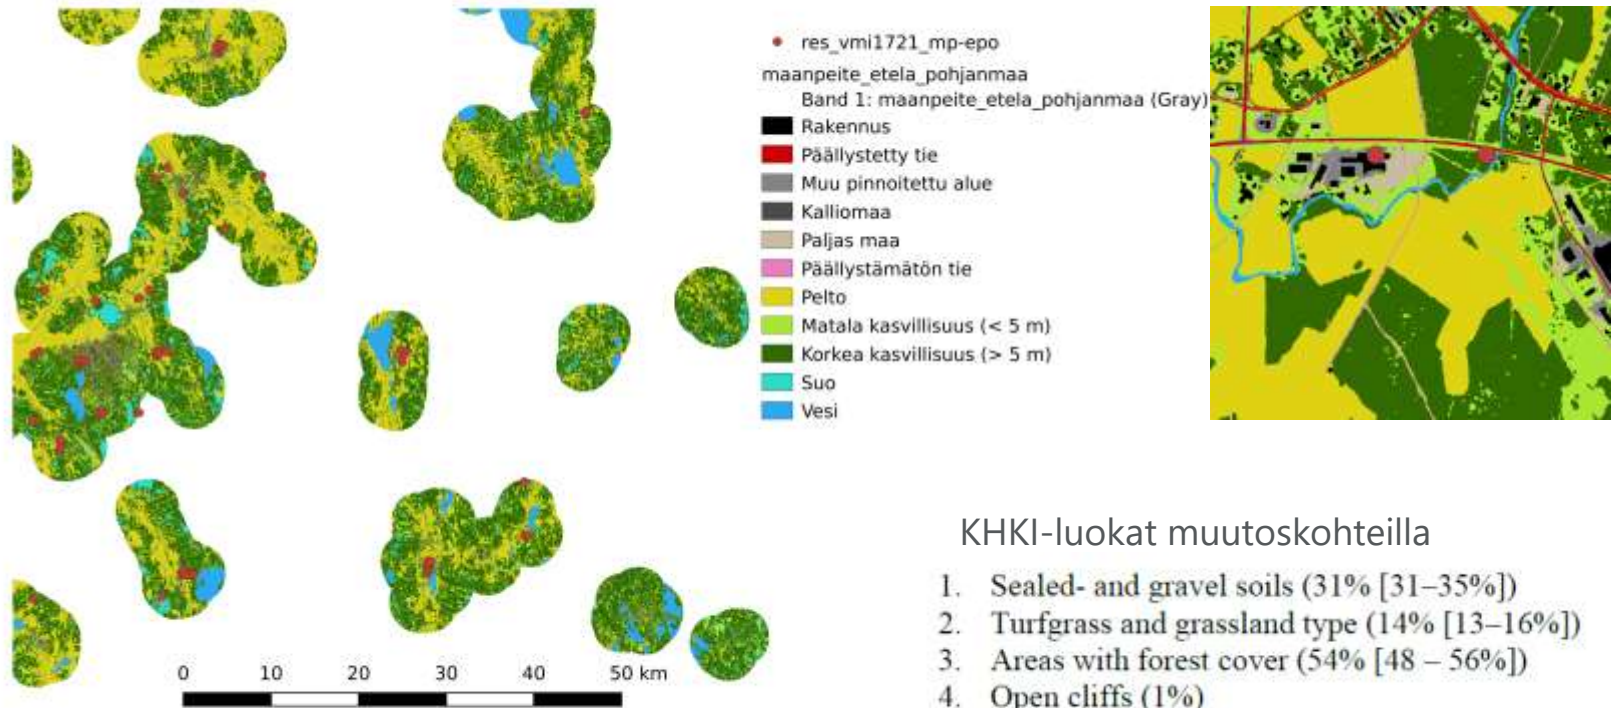 res_vmi1721_mp-epo
maanpeite_etela_pohjanmaa
Band 1: maanpeite_etela_pohjanmaa (Gray)
Rakennus
Päällystetty tie
Muu pinnoitettu alue
Kalliomaa
Paljas maa
Päällystämätön tie
Pelto
Matala kasvillisuus (< 5 m)
Korkea kasvillisuus (> 5 m)
Suo
Vesi
0 10 20 30 40 50 km
KHKI-luokat muutoskohteilla
1. Sealed- and gravel soils (31% [31–35%])
2. Turfgrass and grassland type (14% [13–16%])
3. Areas with forest cover (54% [48 – 56%])
4. Open cliffs (1%)